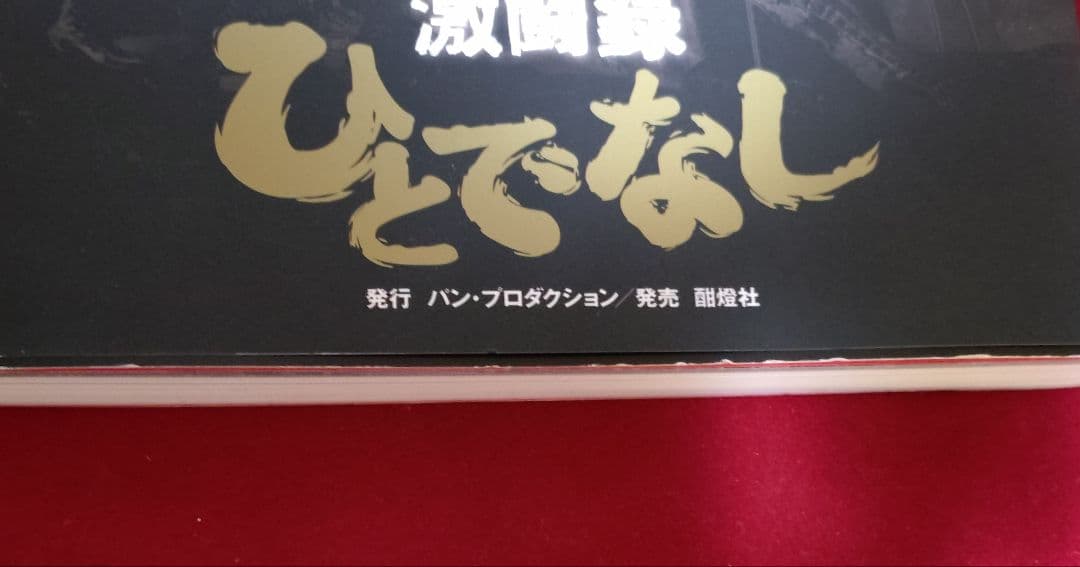 激闘録
ひとでなし
発行 バン・プロダクション／発売 酣燈社